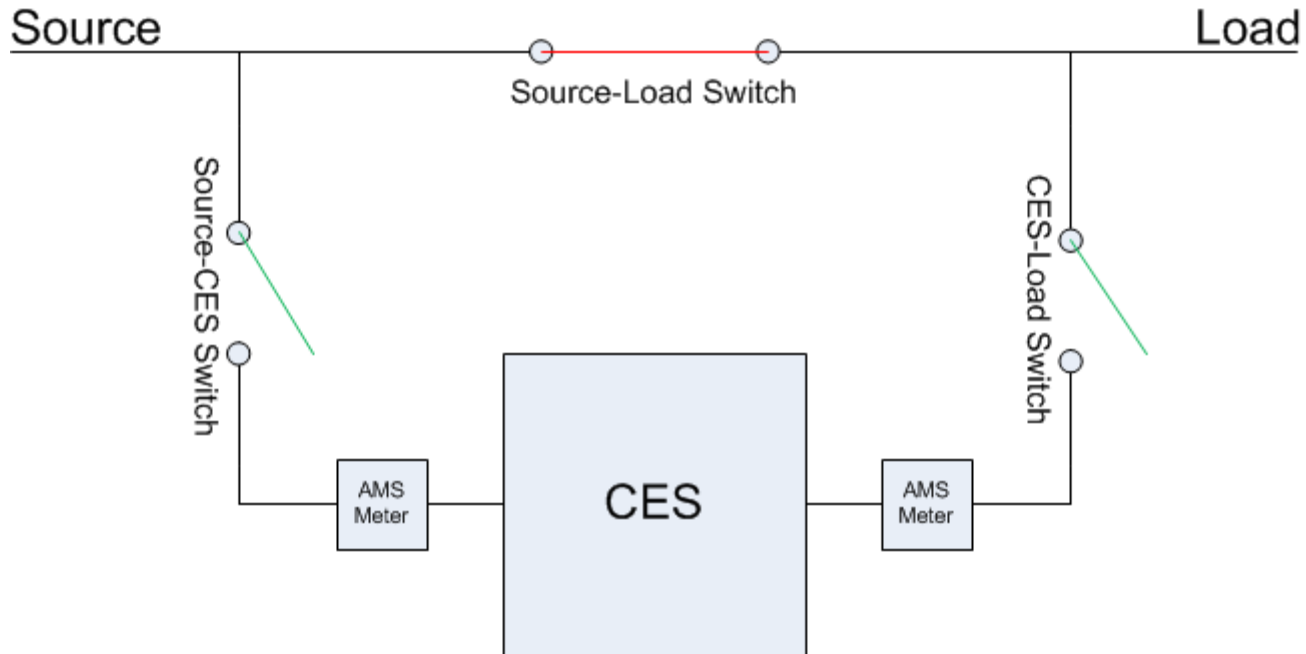 Source
Load
Source-Load Switch
Source-CES Switch
CES-Load Switch
AMS
Meter
CES
AMS
Meter